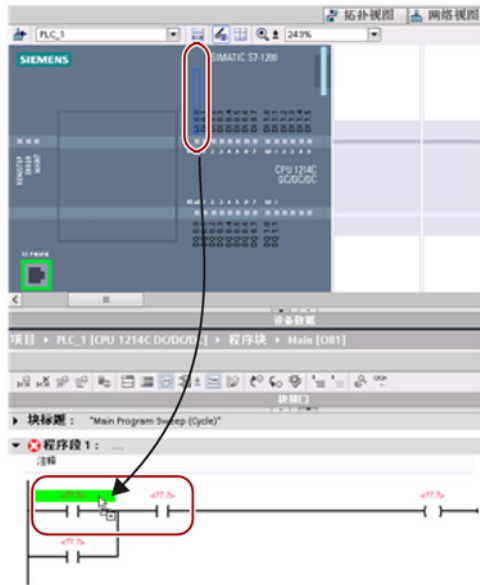 拓扑视图 网络视图
PLC_1 243%
SIEMENS SIMATIC S7-1200
CPU 1214C
DC/DC/DC
设备数据
项目 PLC_1 [CPU 1214C DC/DC/DC] 程序块 Main [OB1]
块接口
块标题： "Main Program Sweep (Cycle)"
程序段 1： ....
注释
<??.?> <??.?> <??.?>
<??.?>